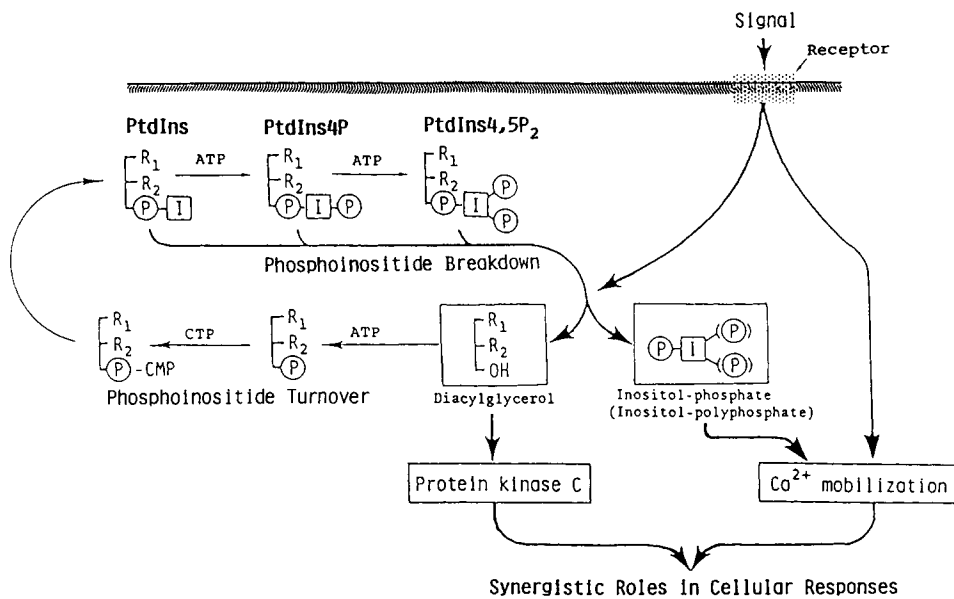 Signal
Receptor
PtdIns PtdIns4P PtdIns4,5P₂
R₁ ATP R₁ ATP R₁
R₂ R₂ R₂ P
P I P I P P I P
Phosphoinositide Breakdown
R₁ CTP R₁ ATP R₁
R₂ R₂ R₂
P -CMP P OH
P I (P) (P)
Phosphoinositide Turnover
Diacylglycerol
Inositol-phosphate
(Inositol-polyphosphate)
Protein kinase C
Ca²⁺ mobilization
Synergistic Roles in Cellular Responses